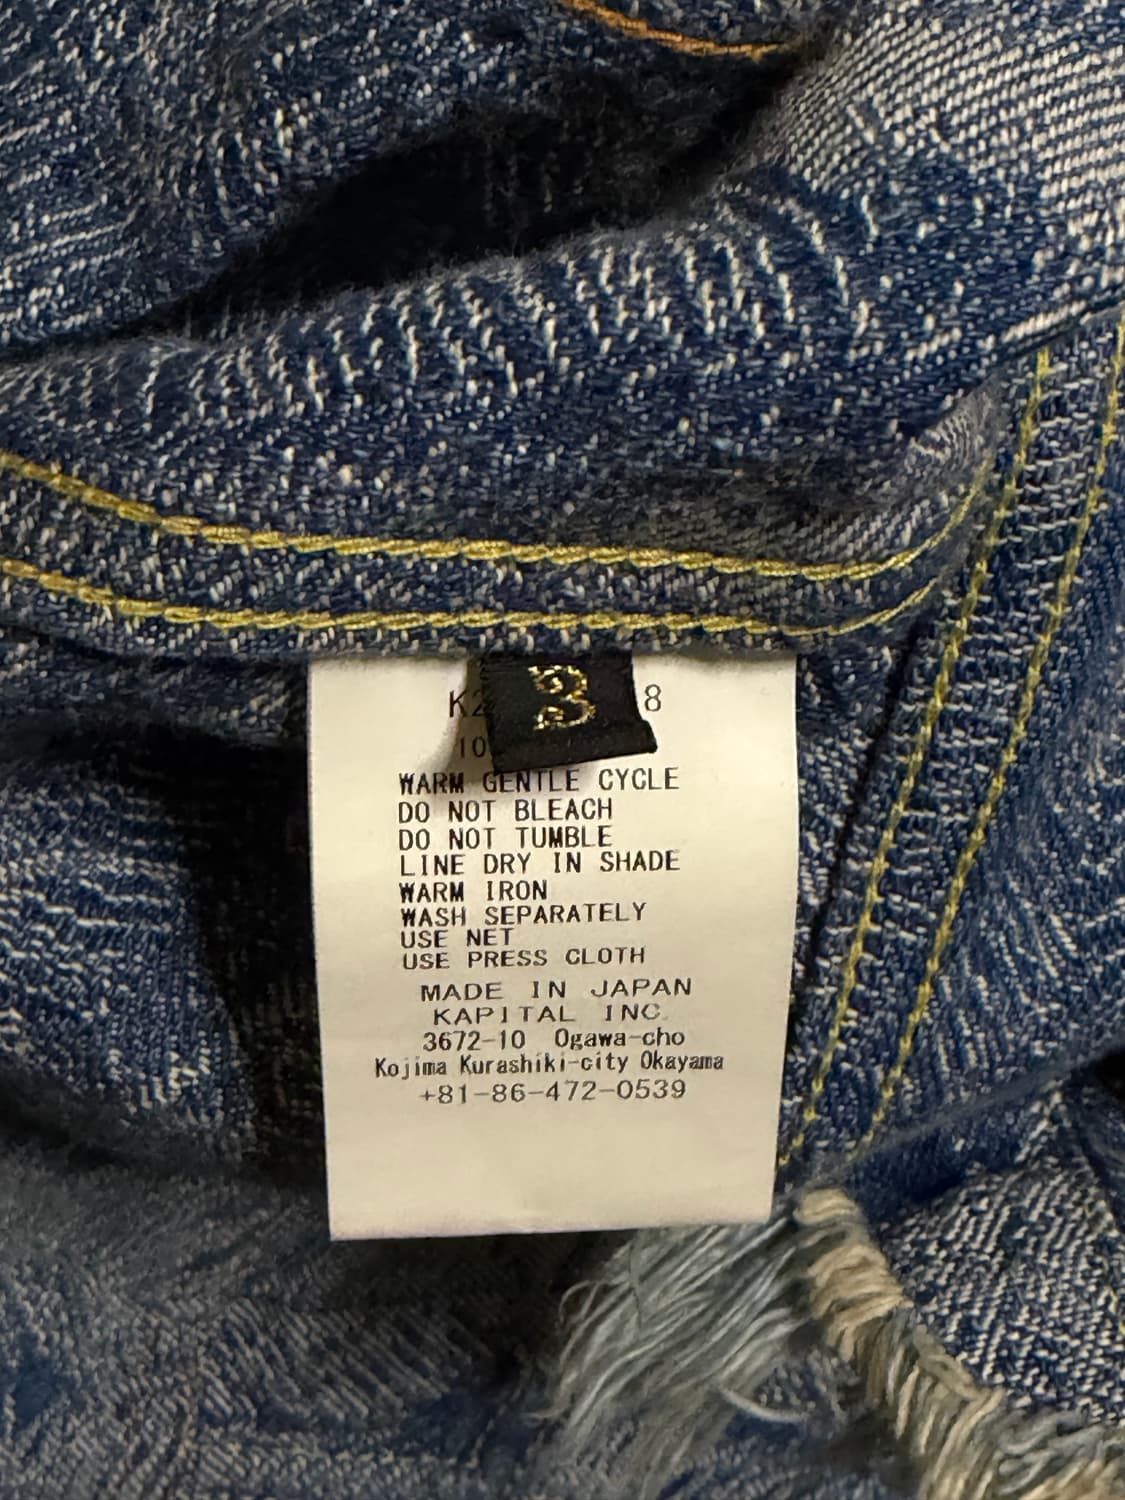 3
8
10
WARM GENTLE CYCLE
DO NOT BLEACH
DO NOT TUMBLE
LINE DRY IN SHADE
WARM IRON
WASH SEPARATELY
USE NET
USE PRESS CLOTH
MADE IN JAPAN
KAPITAL INC.
3672-10 Ogawa-cho
Kojima Kurashiki-city Okayama
+81-86-472-0539